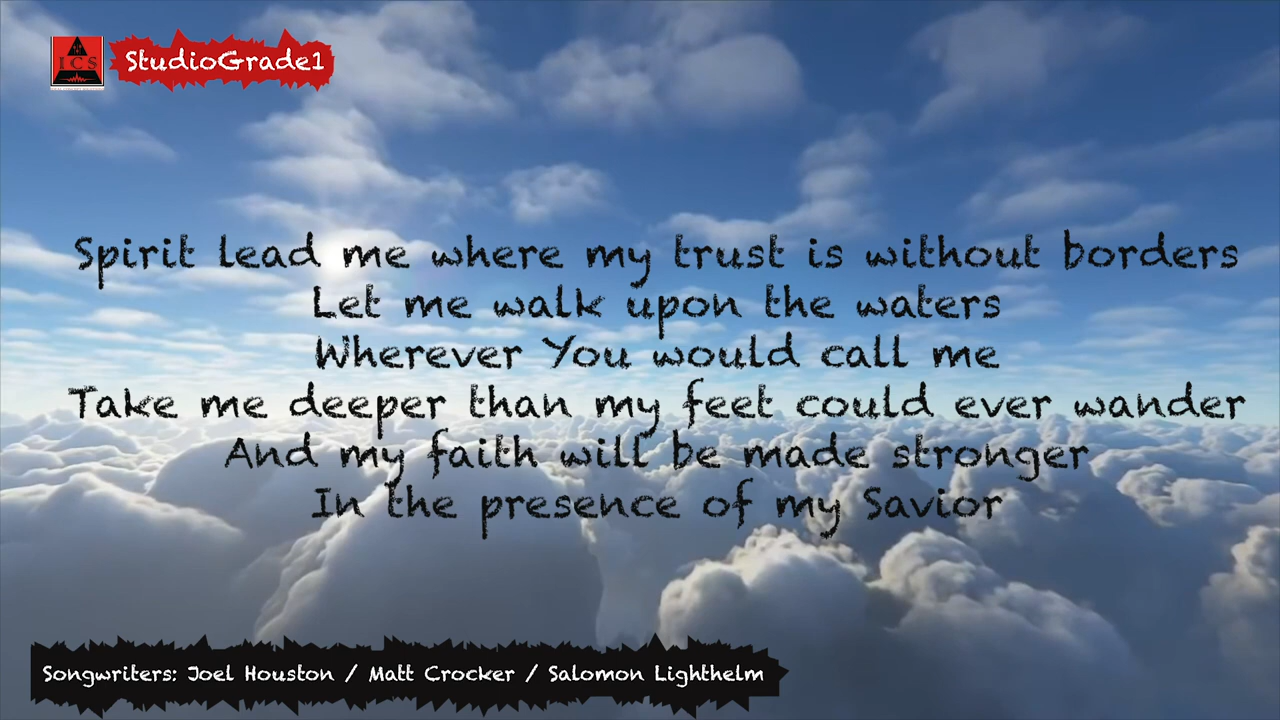 ICS
StudioGrade1
Spirit lead me where my trust is without borders
Let me walk upon the waters
Wherever You would call me
Take me deeper than my feet could ever wander
And my faith will be made stronger
In the presence of my Savior
Songwriters: Joel Houston / Matt Crocker / Salomon Lighthelm